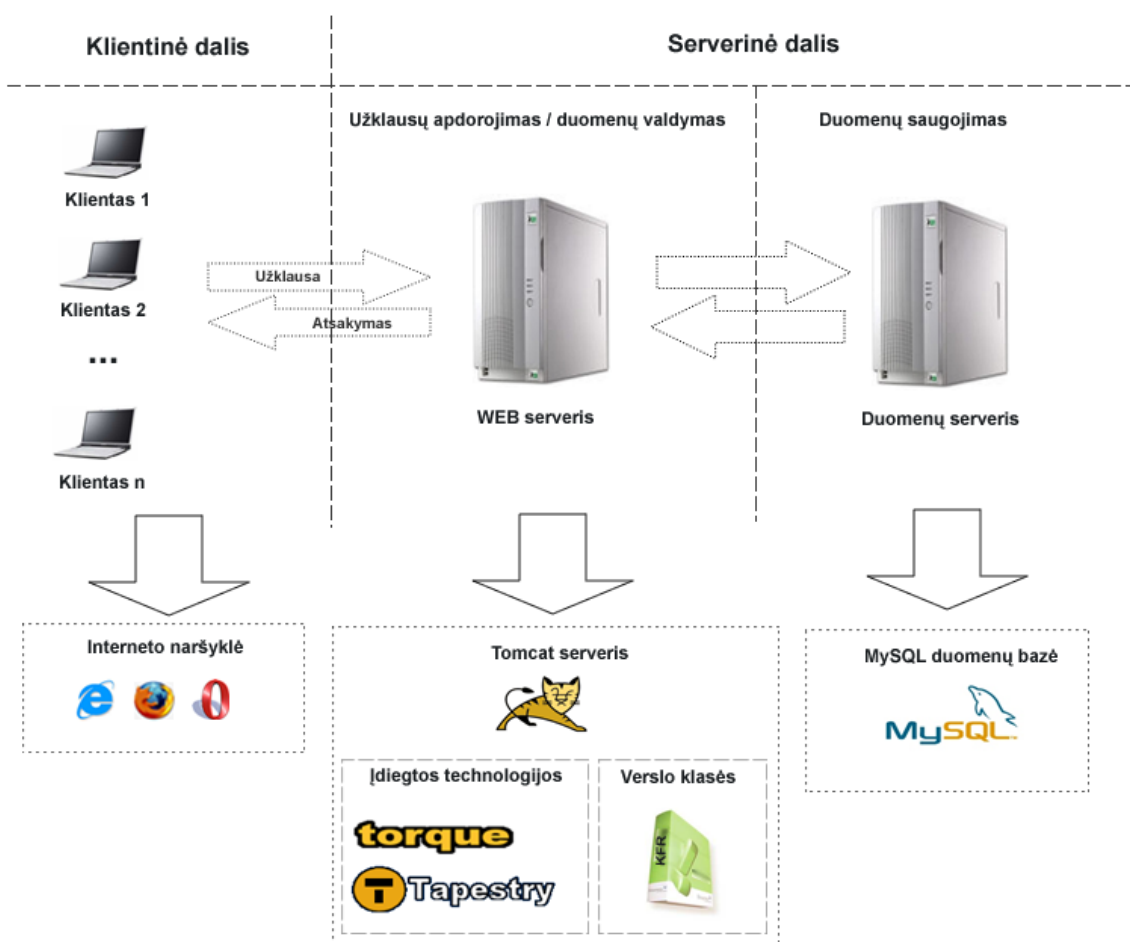 Klientinė dalis
Serverinė dalis
Užklausų apdorojimas / duomenų valdymas
Duomenų saugojimas
Klientas 1
Klientas 2
...
Klientas n
Užklausa
Atsakymas
WEB serveris
Duomenų serveris
Interneto naršyklė
Tomcat serveris
MySQL duomenų bazė
MySQL
Įdiegtos technologijos
Verslo klasės
torque
Tapestry
KFR